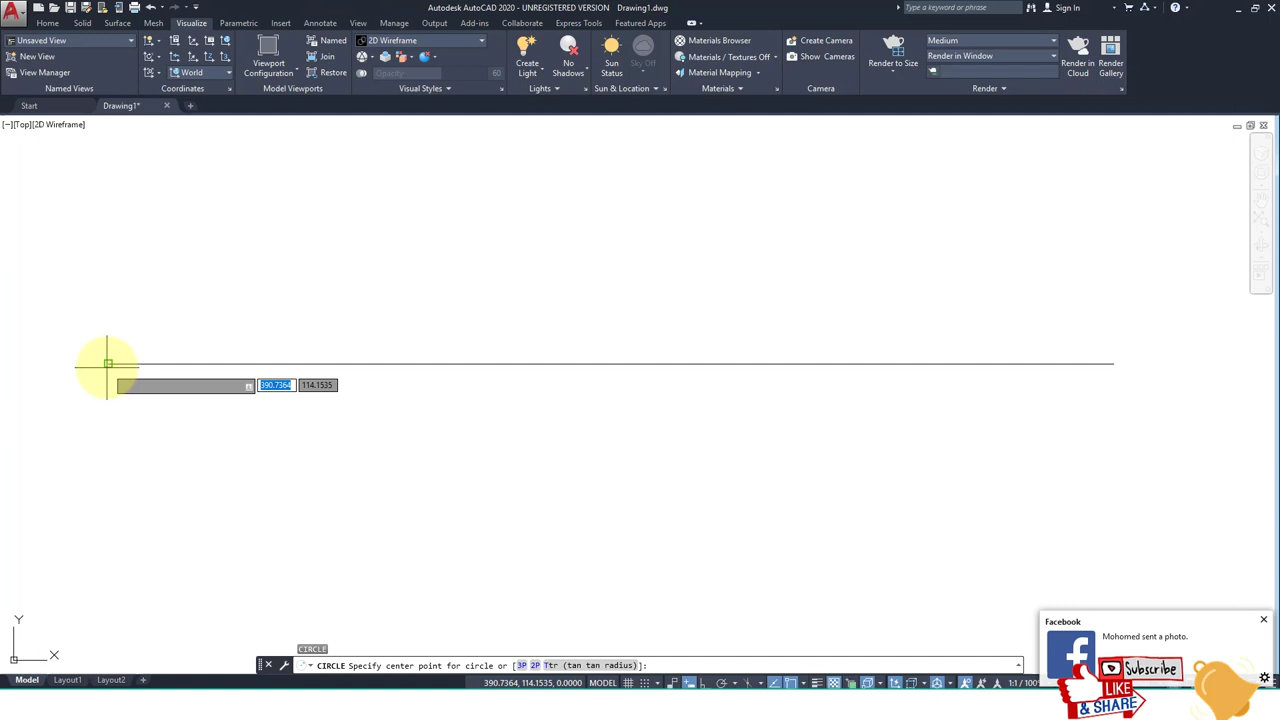 Autodesk AutoCAD 2020 - UNREGISTERED VERSION Drawing1.dwg
Type a keyword or phrase
Sign In
Home Solid Surface Mesh Visualize Parametric Insert Annotate View Manage Output Add-ins Collaborate Express Tools Featured Apps
Unsaved View
New View
View Manager
Named Views
World
Coordinates
Viewport
Configuration
Named
Join
Restore
Model Viewports
2D Wireframe
Opacity 60
Visual Styles
Create
Light
No
Shadows
Lights
Sun
Status
Sky Off
Sun & Location
Materials Browser
Materials / Textures Off
Material Mapping
Materials
Create Camera
Show Cameras
Camera
Render to Size
Medium
Render in Window
Render in
Cloud
Render
Gallery
Render
Start Drawing1*
[−][Top][2D Wireframe]
390.7364 114.1535
Y
X
CIRCLE
CIRCLE Specify center point for circle or [3P 2P Ttr (tan tan radius)]:
Facebook
Mohomed sent a photo.
Subscribe
LIKE
& SHARE
Model Layout1 Layout2
390.7364, 114.1535, 0.0000 MODEL
1:1 / 100%